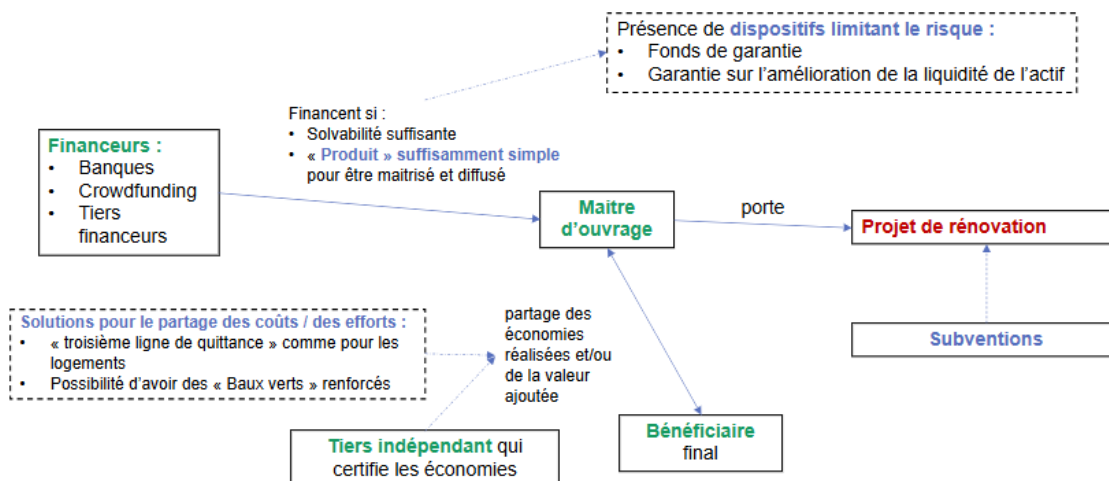 Présence de dispositifs limitant le risque :
• Fonds de garantie
• Garantie sur l'amélioration de la liquidité de l'actif
Financent si :
• Solvabilité suffisante
• « Produit » suffisamment simple
pour être maitrisé et diffusé
Financeurs :
• Banques
• Crowdfunding
• Tiers
financeurs
Maitre
d'ouvrage
porte
Projet de rénovation
Subventions
Solutions pour le partage des coûts / des efforts :
• « troisième ligne de quittance » comme pour les
logements
• Possibilité d'avoir des « Baux verts » renforcés
partage des
économies
réalisées et/ou
de la valeur
ajoutée
Tiers indépendant qui
certifie les économies
Bénéficiaire
final